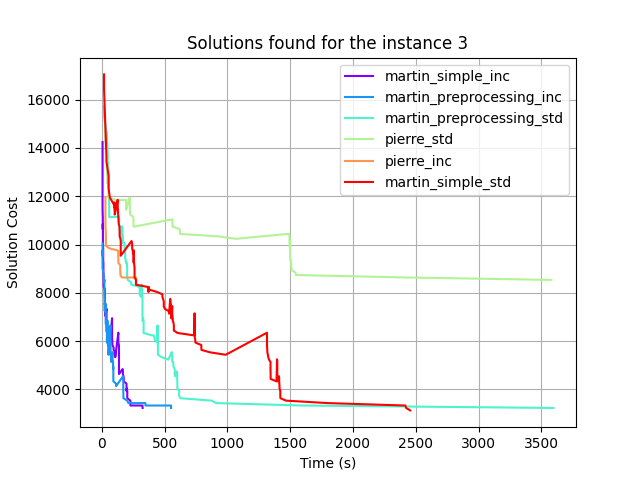 Solutions found for the instance 3
martin_simple_inc
martin_preprocessing_inc
martin_preprocessing_std
pierre_std
pierre_inc
martin_simple_std
Solution Cost
16000
14000
12000
10000
8000
6000
4000
0 500 1000 1500 2000 2500 3000 3500
Time (s)